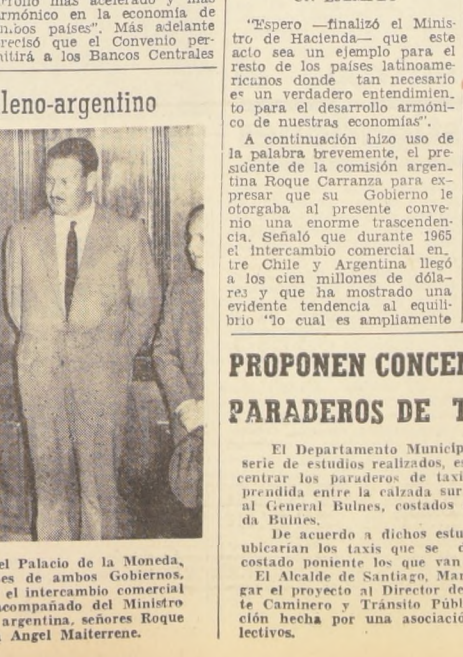 más acelerado y más
armónico en la economía de
países". Más adelante
precisó que el Convenio per-
mitirá a los Bancos Centrales
leno-argentino
el Palacio de la Moneda,
es de ambos Gobiernos.
el intercambio comercial
acompañado del Ministro
argentina, señores Roque
Angel Maiterrene.
"Espero —finalizó el Minis-
tro de Hacienda— que este
acto sea un ejemplo para el
resto de los países latinoame-
ricanos donde tan necesario
es un verdadero entendimien_
to para el desarrollo armóni-
co de nuestras economías".
A continuación hizo uso de
la palabra brevemente, el pre-
sidente de la comisión argen_
tina Roque Carranza para ex-
presar que su Gobierno le
otorgaba al presente conve-
nio una enorme trascenden-
cia. Señaló que durante 1965
el intercambio comercial en_
tre Chile y Argentina llegó
a los cien millones de dóla-
res y que ha mostrado una
evidente tendencia al equili-
brio "lo cual es ampliamente
PROPONEN CONCE
PARADEROS DE T
El Departamento Municip
serie de estudios realizados, e
centrar los paraderos de taxi
prendida entre la calzada sur
al General Bulnes, costados
da Bulnes.
De acuerdo a dichos estu
ubicarían los taxis que se c
costado poniente los que van
El Alcalde de Santiago, Ma
gar el proyecto al Director de
te Caminero y Tránsito Públ
ción hecha por una asociació
lectivos.